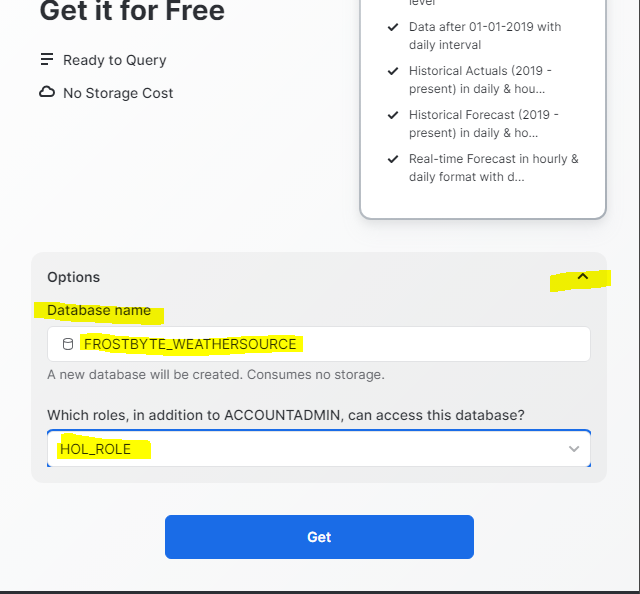 Get it for Free
Ready to Query
No Storage Cost
level
Data after 01-01-2019 with
daily interval
Historical Actuals (2019 -
present) in daily & hou...
Historical Forecast (2019 -
present) in daily & ho...
Real-time Forecast in hourly &
daily format with d...
Options
Database name
FROSTBYTE_WEATHERSOURCE
A new database will be created. Consumes no storage.
Which roles, in addition to ACCOUNTADMIN, can access this database?
HOL_ROLE
Get